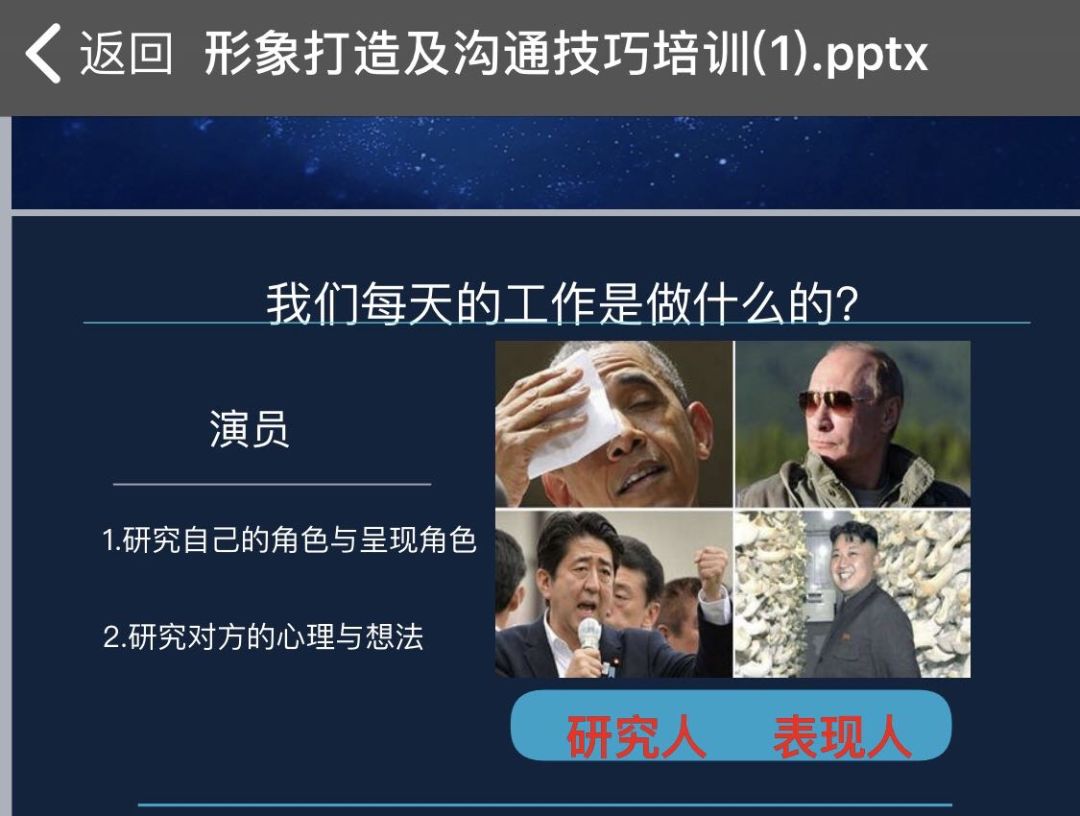 返回 形象打造及沟通技巧培训(1).pptx
我们每天的工作是做什么的?
演员
1.研究自己的角色与呈现角色
2.研究对方的心理与想法
研究人 表现人